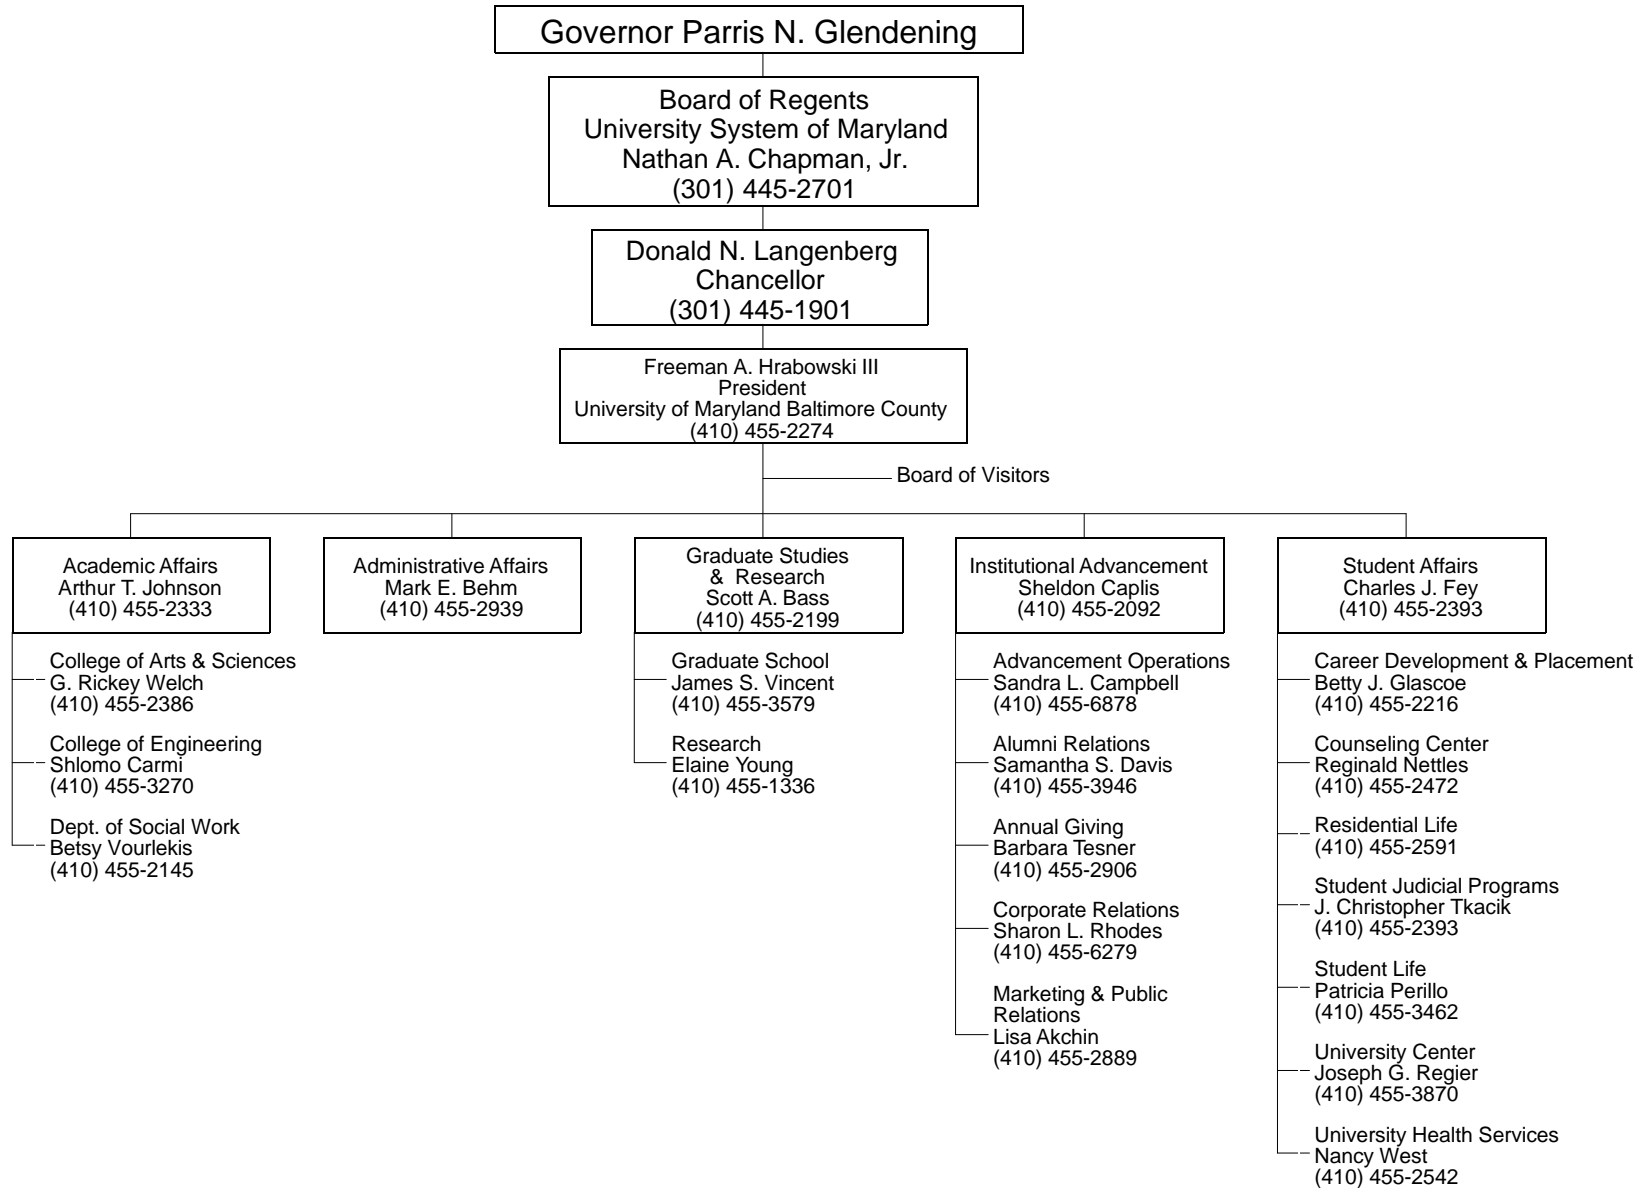 Governor Parris N. Glendening
Board of Regents
University System of Maryland
Nathan A. Chapman, Jr.
(301) 445-2701
Donald N. Langenberg
Chancellor
(301) 445-1901
Freeman A. Hrabowski III
President
University of Maryland Baltimore County
(410) 455-2274
Board of Visitors
Academic Affairs
Arthur T. Johnson
(410) 455-2333
College of Arts & Sciences
G. Rickey Welch
(410) 455-2386
College of Engineering
Shlomo Carmi
(410) 455-3270
Dept. of Social Work
Betsy Vourlekis
(410) 455-2145
Administrative Affairs
Mark E. Behm
(410) 455-2939
Graduate Studies
& Research
Scott A. Bass
(410) 455-2199
Graduate School
James S. Vincent
(410) 455-3579
Research
Elaine Young
(410) 455-1336
Institutional Advancement
Sheldon Caplis
(410) 455-2092
Advancement Operations
Sandra L. Campbell
(410) 455-6878
Alumni Relations
Samantha S. Davis
(410) 455-3946
Annual Giving
Barbara Tesner
(410) 455-2906
Corporate Relations
Sharon L. Rhodes
(410) 455-6279
Marketing & Public
Relations
Lisa Akchin
(410) 455-2889
Student Affairs
Charles J. Fey
(410) 455-2393
Career Development & Placement
Betty J. Glascoe
(410) 455-2216
Counseling Center
Reginald Nettles
(410) 455-2472
Residential Life
(410) 455-2591
Student Judicial Programs
J. Christopher Tkacik
(410) 455-2393
Student Life
Patricia Perillo
(410) 455-3462
University Center
Joseph G. Regier
(410) 455-3870
University Health Services
Nancy West
(410) 455-2542